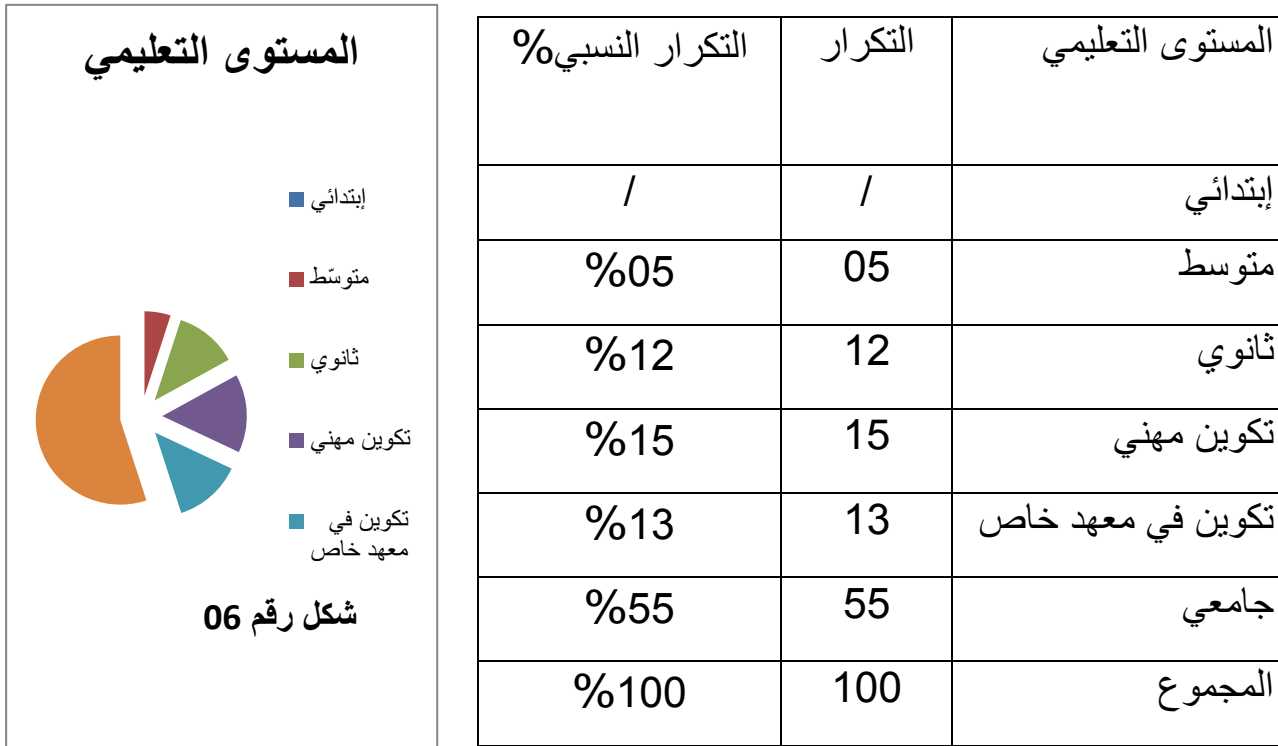 المستوى التعليمي التكرار التكرار النسبي%
إبتدائي / /
متوسط 05 05%
ثانوي 12 12%
تكوين مهني 15 15%
تكوين في معهد خاص 13 13%
جامعي 55 55%
المجموع 100 100%
المستوى التعليمي
إبتدائي
متوسّط
ثانوي
تكوين مهني
تكوين في
معهد خاص
شكل رقم 06